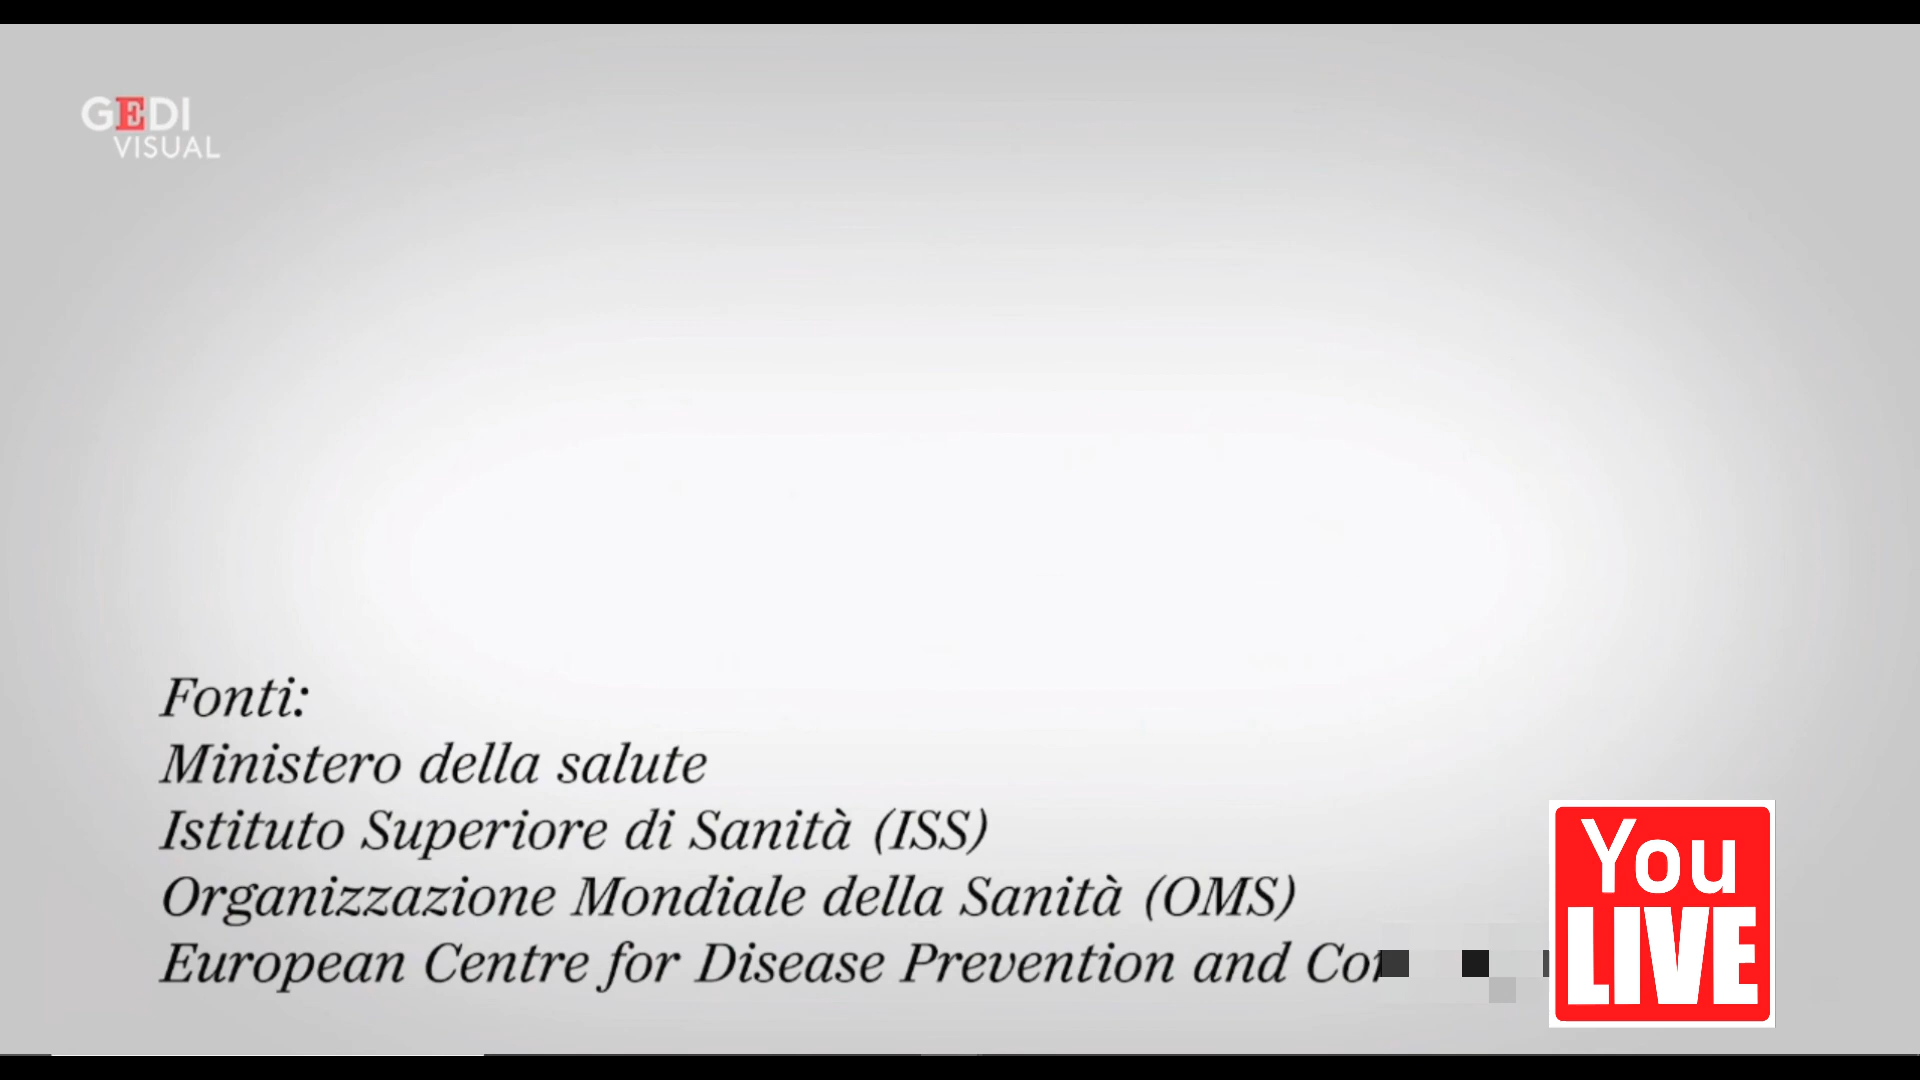 GEDI
VISUAL
Fonti:
Ministero della salute
Istituto Superiore di Sanità (ISS)
Organizzazione Mondiale della Sanità (OMS)
European Centre for Disease Prevention and
You
LIVE